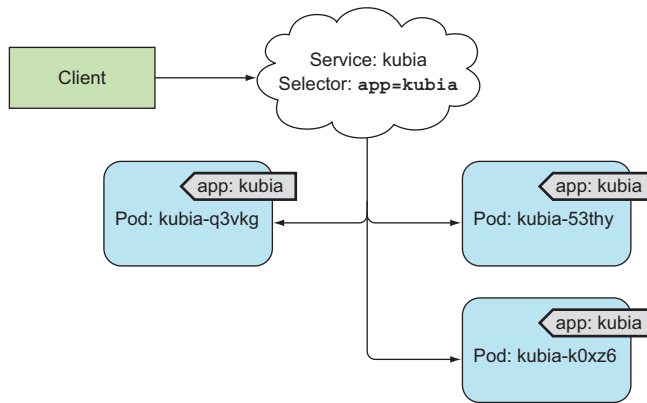 Client
Service: kubia
Selector: app=kubia
app: kubia
Pod: kubia-q3vkg
app: kubia
Pod: kubia-53thy
app: kubia
Pod: kubia-k0xz6